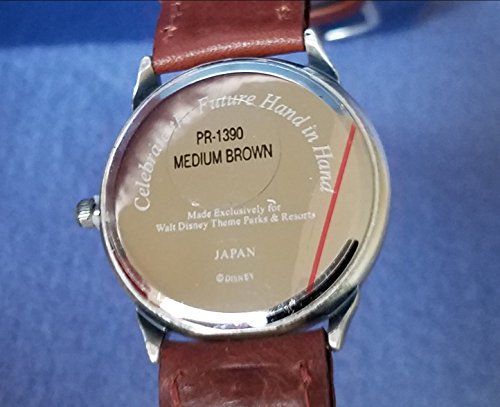 Celebrate the Future Hand in Hand
PR-1390
MEDIUM BROWN
Made Exclusively for
Walt Disney Theme Parks & Resorts
JAPAN
©DISNEY